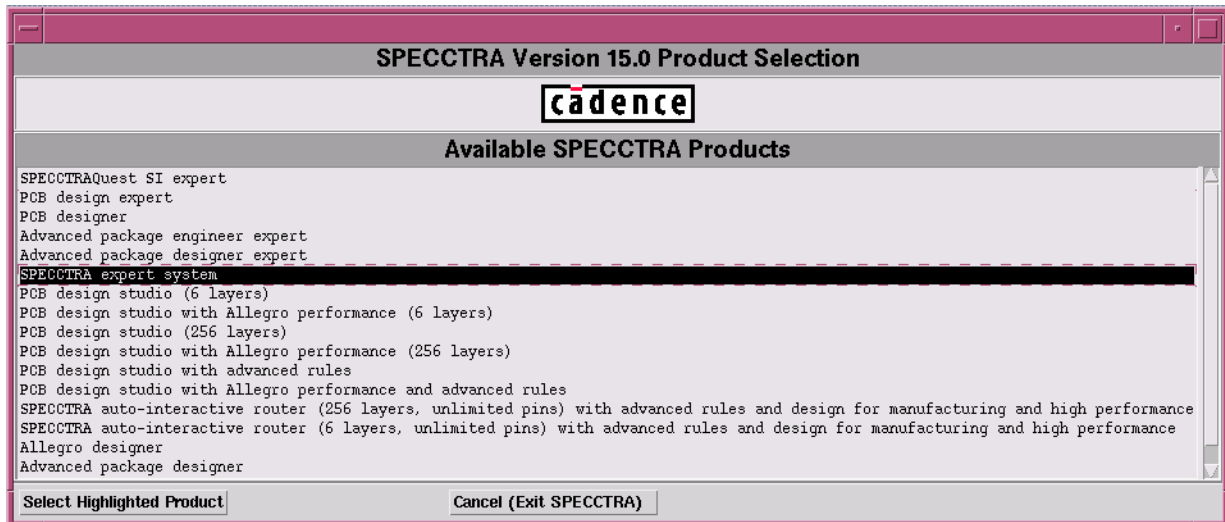 SPECCTRA Version 15.0 Product Selection
cādence
Available SPECCTRA Products
SPECCTRAQuest SI expert
PCB design expert
PCB designer
Advanced package engineer expert
Advanced package designer expert
SPECCTRA expert system
PCB design studio (6 layers)
PCB design studio with Allegro performance (6 layers)
PCB design studio (256 layers)
PCB design studio with Allegro performance (256 layers)
PCB design studio with advanced rules
PCB design studio with Allegro performance and advanced rules
SPECCTRA auto-interactive router (256 layers, unlimited pins) with advanced rules and design for manufacturing and high performance
SPECCTRA auto-interactive router (6 layers, unlimited pins) with advanced rules and design for manufacturing and high performance
Allegro designer
Advanced package designer
Select Highlighted Product
Cancel (Exit SPECCTRA)